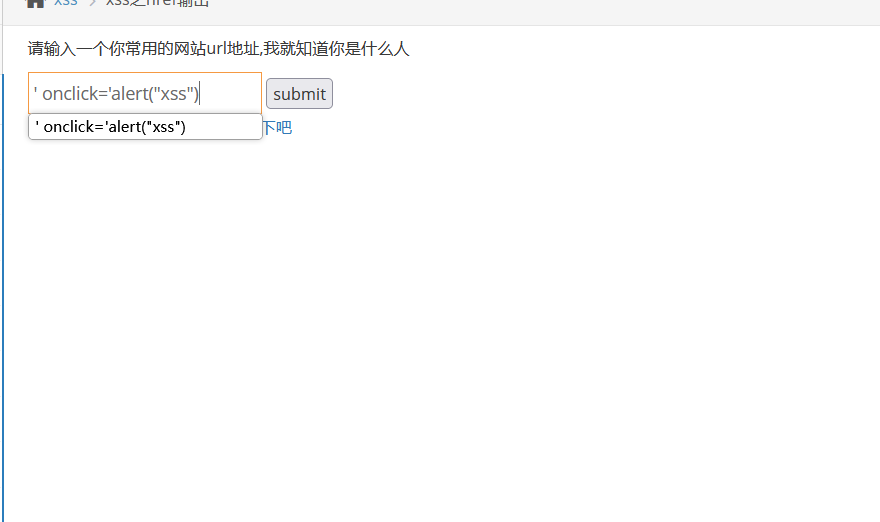 xss > xss之href输出
请输入一个你常用的网站url地址,我就知道你是什么人
' onclick='alert("xss") submit
' onclick='alert("xss")
下吧